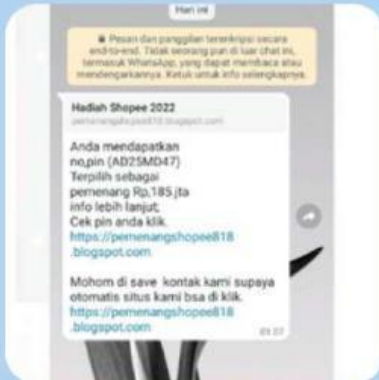 Hari ini
Pesan dan panggilan terenkripsi secara
end-to-end. Tidak seorang pun di luar chat ini,
termasuk WhatsApp, yang dapat membaca atau
mendengarkannya. Ketuk untuk info selengkapnya.
Hadiah Shopee 2022
pemenangshopee818.blogspot.com
Anda mendapatkan
no,pin (AD25MD47)
Terpilih sebagai
pemenang Rp,185.jta
info lebih lanjut,
Cek pin anda klik.
https://pemenangshopee818
.blogspot.com
Mohom di save kontak kami supaya
otomatis situs kami bsa di klik.
https://pemenangshopee818
.blogspot.com
01.07